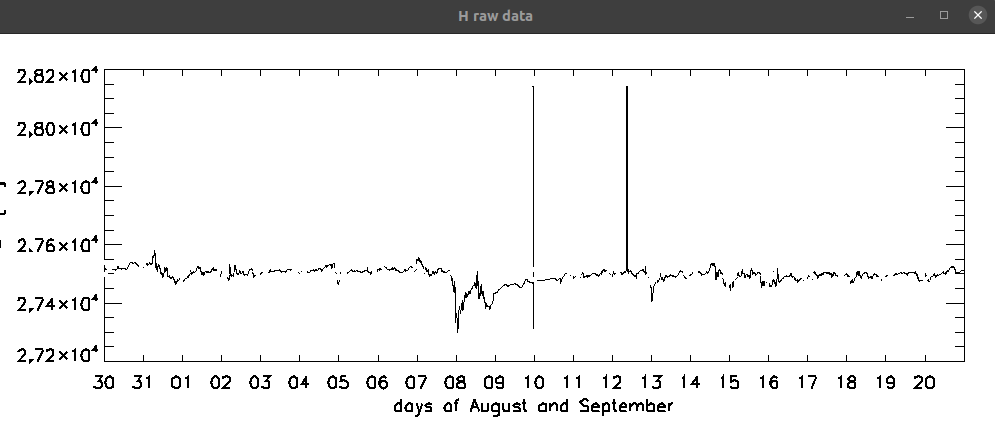 H raw data
2,82×10⁴
2,80×10⁴
2,78×10⁴
2,76×10⁴
2,74×10⁴
2,72×10⁴
30 31 01 02 03 04 05 06 07 08 09 10 11 12 13 14 15 16 17 18 19 20
days of August and September